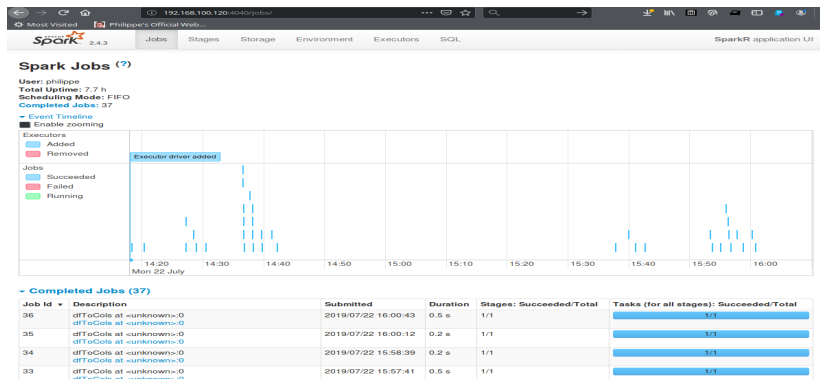 Most Visited Philippe's Official Web...
192.168.100.120:4040/jobs/
APACHE Spark 2.4.3 Jobs Stages Storage Environment Executors SQL SparkR application UI
Spark Jobs (?)
User: philippe
Total Uptime: 7.7 h
Scheduling Mode: FIFO
Completed Jobs: 37
Event Timeline
Enable zooming
Executors
Added
Removed
Executor driver added
Jobs
Succeeded
Failed
Running
14:20 14:30 14:40 14:50 15:00 15:10 15:20 15:30 15:40 15:50 16:00
Mon 22 July
Completed Jobs (37)
Job Id Description Submitted Duration Stages: Succeeded/Total Tasks (for all stages): Succeeded/Total
36 dfToCols at <unknown>:0 2019/07/22 16:00:43 0.5 s 1/1 1/1
dfToCols at <unknown>:0
35 dfToCols at <unknown>:0 2019/07/22 16:00:12 0.2 s 1/1 1/1
dfToCols at <unknown>:0
34 dfToCols at <unknown>:0 2019/07/22 15:58:39 0.2 s 1/1 1/1
dfToCols at <unknown>:0
33 dfToCols at <unknown>:0 2019/07/22 15:57:41 0.5 s 1/1 1/1
dfToCols at <unknown>:0